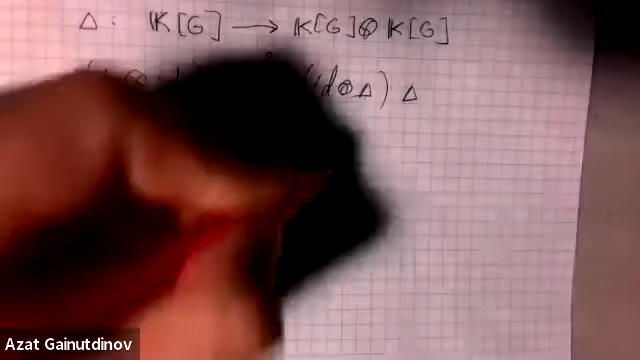 Δ : 𝕂[G] ⟶ 𝕂[G]⊗𝕂[G]
(id⊗Δ) Δ
Azat Gainutdinov